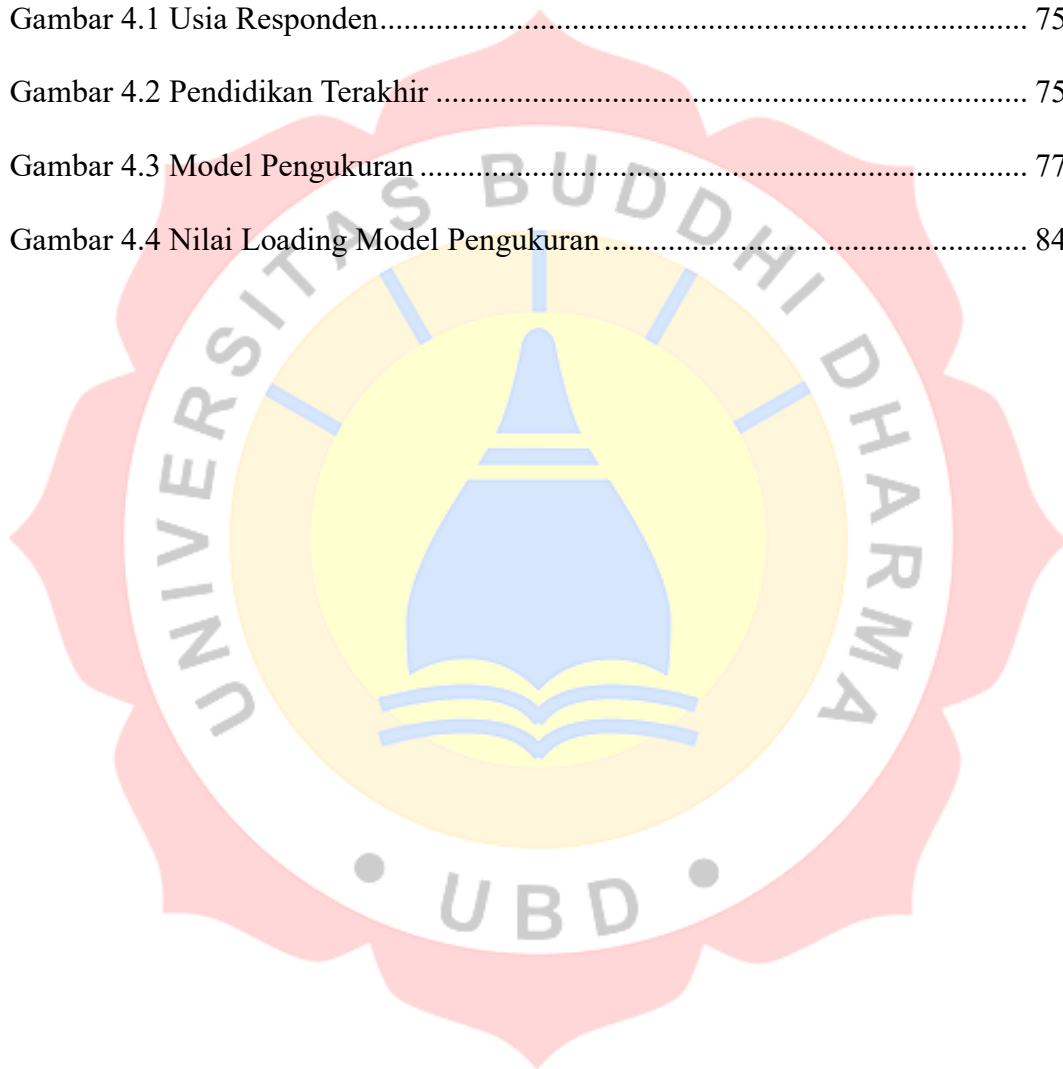 Gambar 4.1 Usia Responden........................................................................................ 75
Gambar 4.2 Pendidikan Terakhir ................................................................................ 75
Gambar 4.3 Model Pengukuran .................................................................................. 77
Gambar 4.4 Nilai Loading Model Pengukuran ........................................................... 84
UNIVERSITAS BUDDHI DHARMA
• UBD •